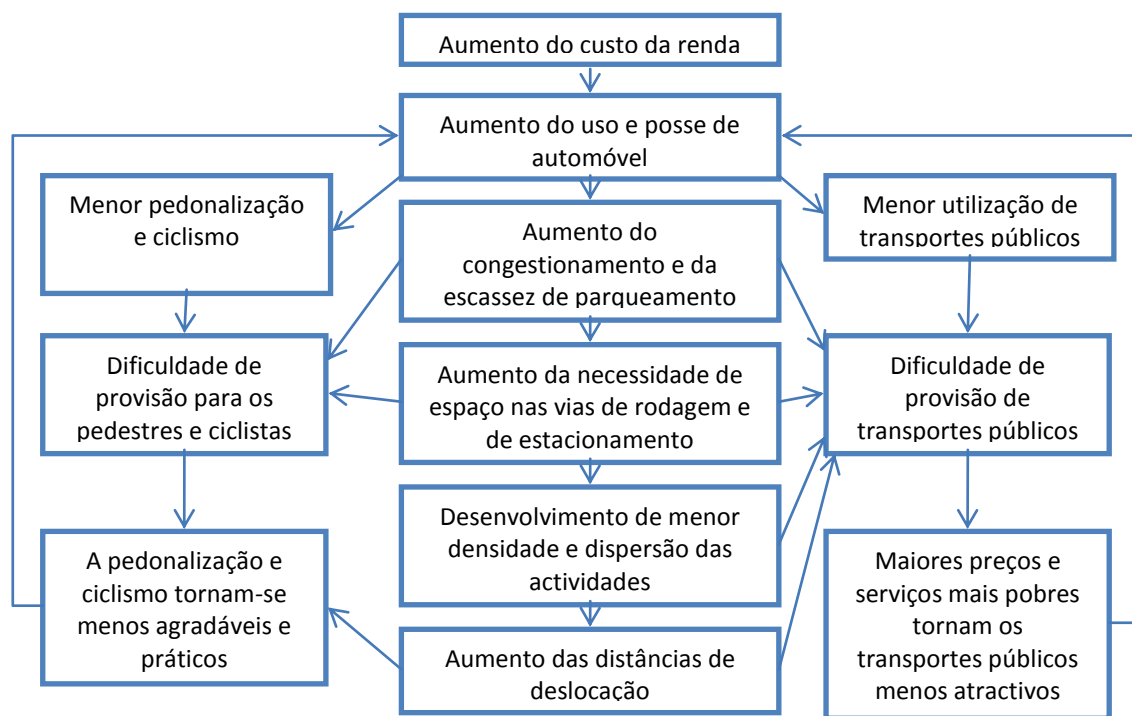 Aumento do custo da renda
Aumento do uso e posse de
automóvel
Menor pedonalização
e ciclismo
Aumento do
congestionamento e da
escassez de parqueamento
Menor utilização de
transportes públicos
Dificuldade de
provisão para os
pedestres e ciclistas
Aumento da necessidade de
espaço nas vias de rodagem e
de estacionamento
Dificuldade de
provisão de
transportes públicos
Desenvolvimento de menor
densidade e dispersão das
actividades
A pedonalização e
ciclismo tornam-se
menos agradáveis e
práticos
Aumento das distâncias de
deslocação
Maiores preços e
serviços mais pobres
tornam os
transportes públicos
menos atractivos